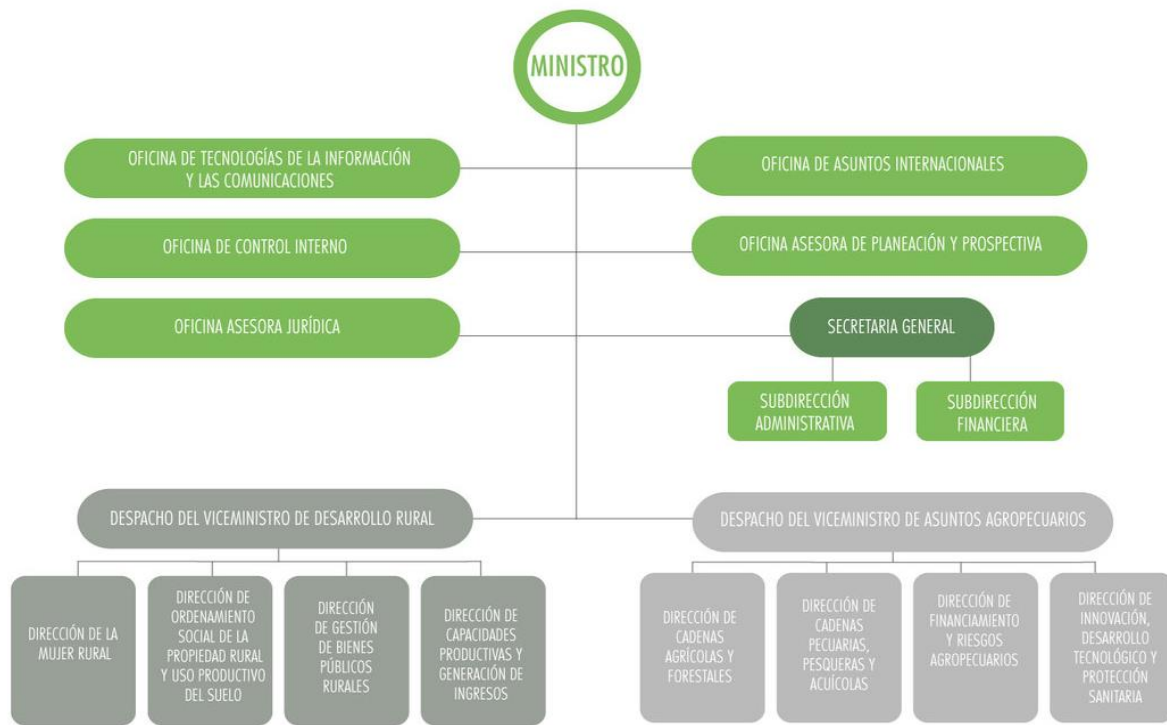 MINISTRO
OFICINA DE TECNOLOGÍAS DE LA INFORMACIÓN
Y LAS COMUNICACIONES
OFICINA DE ASUNTOS INTERNACIONALES
OFICINA DE CONTROL INTERNO
OFICINA ASESORA DE PLANEACIÓN Y PROSPECTIVA
OFICINA ASESORA JURÍDICA
SECRETARIA GENERAL
SUBDIRECCIÓN
ADMINISTRATIVA
SUBDIRECCIÓN
FINANCIERA
DESPACHO DEL VICEMINISTRO DE DESARROLLO RURAL
DESPACHO DEL VICEMINISTRO DE ASUNTOS AGROPECUARIOS
DIRECCIÓN DE LA
MUJER RURAL
DIRECCIÓN DE
ORDENAMIENTO
SOCIAL DE LA
PROPIEDAD RURAL
Y USO PRODUCTIVO
DEL SUELO
DIRECCIÓN
DE GESTIÓN
DE BIENES
PÚBLICOS
RURALES
DIRECCIÓN DE
CAPACIDADES
PRODUCTIVAS Y
GENERACIÓN DE
INGRESOS
DIRECCIÓN DE
CADENAS
AGRÍCOLAS Y
FORESTALES
DIRECCIÓN DE
CADENAS
PECUARIAS,
PESQUERAS Y
ACUÍCOLAS
DIRECCIÓN DE
FINANCIAMIENTO
Y RIESGOS
AGROPECUARIOS
DIRECCIÓN DE
INNOVACIÓN,
DESARROLLO
TECNOLÓGICO Y
PROTECCIÓN
SANITARIA